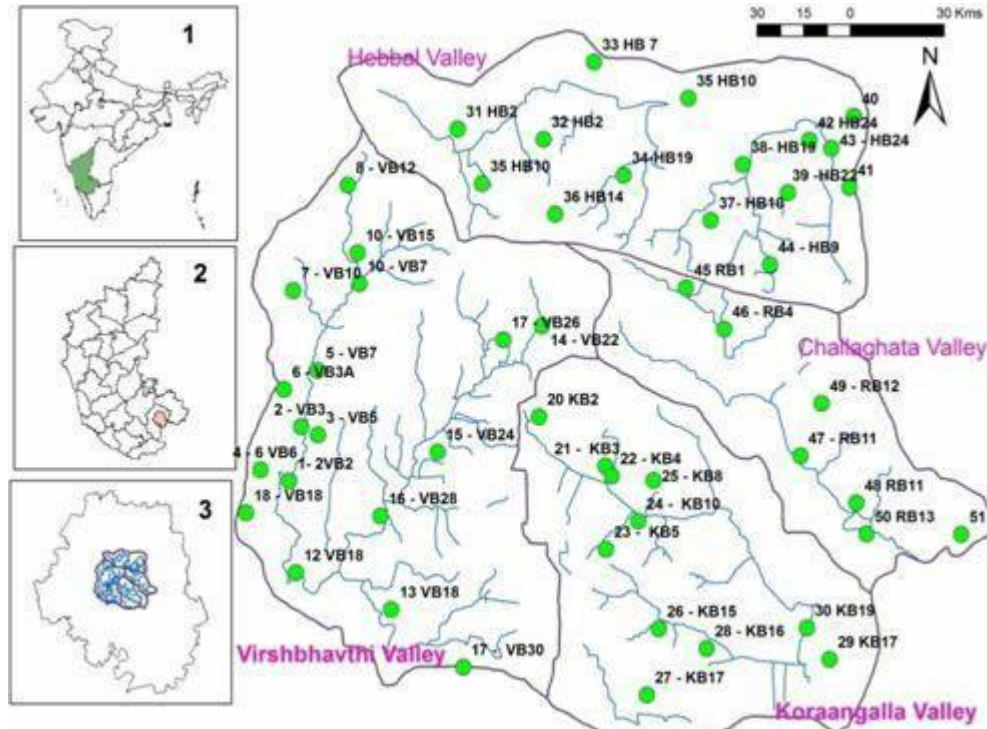 1
2
3
30 15 0 30 Kms
N
Hebbal Valley
33 HB 7
35 HB10
40
31 HB2
32 HB2
42 HB24
43 - HB24
38- HB19
34-HB19
39 -HB22
41
35 HB10
36 HB14
37- HB18
44 - HB9
8 - VB12
10 - VB15
10 - VB7
7 - VB10
45 RB1
46 - RB4
17 - VB26
14 - VB22
Challaghata Valley
5 - VB7
6 - VB3A
49 - RB12
2 - VB3
3 - VB5
20 KB2
15 - VB24
21 - KB3
22 - KB4
25 - KB8
47 - RB11
4 - 6 VB6
1- 2VB2
18 - VB18
16 - VB28
24 - KB10
23 - KB5
48 RB11
50 RB13
51
12 VB18
13 VB18
26 - KB15
28 - KB16
30 KB19
29 KB17
17 - VB30
27 - KB17
Virshbhavthi Valley
Koraangalla Valley